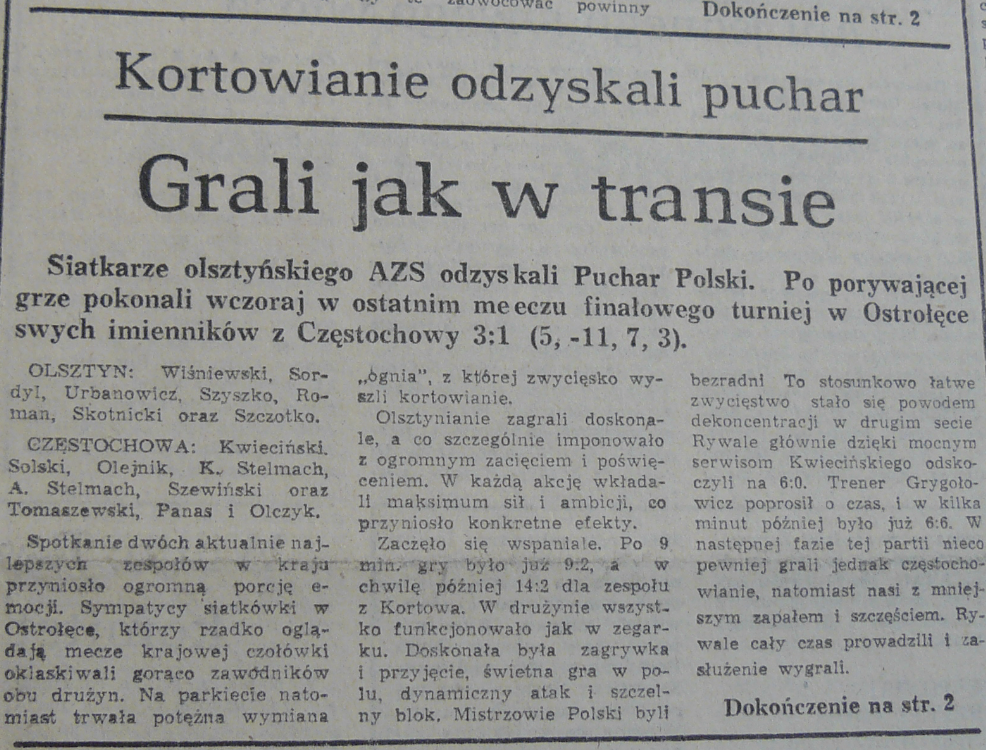 zaowocować powinny
Dokończenie na str. 2
Kortowianie odzyskali puchar
Grali jak w transie
Siatkarze olsztyńskiego AZS odzyskali Puchar Polski. Po porywającej
grze pokonali wczoraj w ostatnim meeczu finałowego turniej w Ostrołęce
swych imienników z Częstochowy 3:1 (5, -11, 7, 3).
OLSZTYN: Wiśniewski, Sor-
dyl, Urbanowicz, Szyszko, Ro-
man, Skotnicki oraz Szczotko.
CZĘSTOCHOWA: Kwieciński.
Solski, Olejnik, K. Stelmach,
A. Stelmach, Szewiński oraz
Tomaszewski, Panas i Olczyk.
Spotkanie dwóch aktualnie naj-
lepszych zespołów w kraju
przyniosło ogromną porcję e-
mocji. Sympatycy siatkówki w
Ostrołęce, którzy rzadko oglą-
dają mecze krajowej czołówki
oklaskiwali gorąco zawodników
obu drużyn. Na parkiecie nato-
miast trwała potężna wymiana
„ognia”, z której zwycięsko wy-
szli kortowianie.
Olsztynianie zagrali doskona-
le, a co szczególnie imponowało
z ogromnym zacięciem i poświę-
ceniem. W każdą akcję wkłada-
li maksimum sił i ambicji, co
przyniosło konkretne efekty.
Zaczęło się wspaniale. Po 9
min. gry było już 9:2, a w
chwilę później 14:2 dla zespołu
z Kortowa. W drużynie wszyst-
ko funkcjonowało jak w zegar-
ku. Doskonała była zagrywka
i przyjęcie, świetna gra w po-
lu, dynamiczny atak i szczel-
ny blok. Mistrzowie Polski byli
bezradni To stosunkowo łatwe
zwycięstwo stało się powodem
dekoncentracji w drugim secie
Rywale głównie dzięki mocnym
serwisom Kwiecińskiego odsko-
czyli na 6:0. Trener Grygoło-
wicz poprosił o czas, i w kilka
minut później było już 6:6. W
następnej fazie tej partii nieco
pewniej grali jednak częstocho-
wianie, natomiast nasi z mniej-
szym zapałem i szczęściem. Ry-
wale cały czas prowadzili i za-
służenie wygrali.
Dokończenie na str. 2